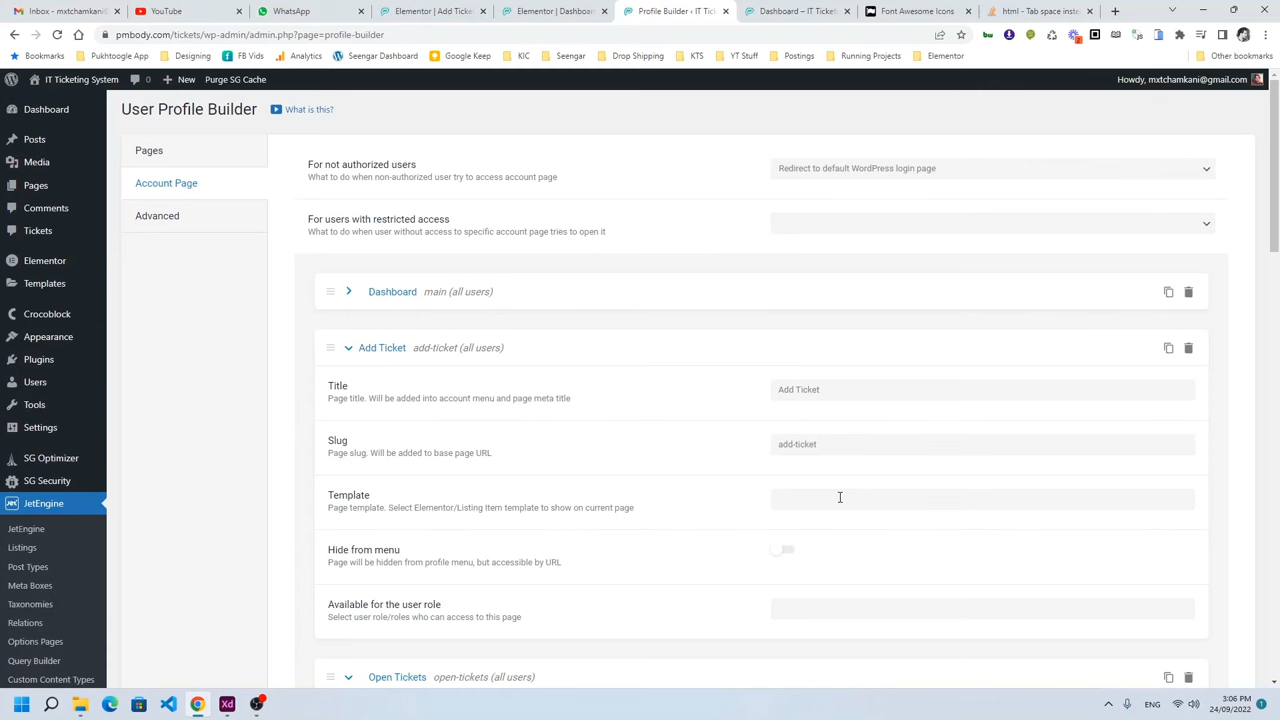 WhatsApp
Elementor | Add Ticket
Elementor | Dashboar
Profile Builder - IT Tic
Dashboard – IT Ticket
Font Awesome Icons
html - Tab space inste
pmbody.com/tickets/wp-admin/admin.php?page=profile-builder
Bookmarks
Pukhtoogle App
Designing
FB Vids
Analytics
Seengar Dashboard
Google Keep
KIC
Seengar
Drop Shipping
KTS
YT Stuff
Postings
Running Projects
Elementor
Other bookmarks
IT Ticketing System
0
New
Purge SG Cache
Howdy, mxtchamkani@gmail.com
Dashboard
Posts
Media
Pages
Comments
Tickets
Elementor
Templates
Crocoblock
Appearance
Plugins
Users
Tools
Settings
SG Optimizer
SG Security
JetEngine
JetEngine
Listings
Post Types
Meta Boxes
Taxonomies
Relations
Options Pages
Query Builder
Custom Content Types
User Profile Builder
What is this?
Pages
Account Page
Advanced
For not authorized users
What to do when non-authorized user try to access account page
Redirect to default WordPress login page
For users with restricted access
What to do when user without access to specific account page tries to open it
Dashboard main (all users)
Add Ticket add-ticket (all users)
Title
Page title. Will be added into account menu and page meta title
Add Ticket
Slug
Page slug. Will be added to base page URL
add-ticket
Template
Page template. Select Elementor/Listing Item template to show on current page
Hide from menu
Page will be hidden from profile menu, but accessible by URL
Available for the user role
Select user role/roles who can access to this page
Open Tickets open-tickets (all users)
Xd
ENG
3:06 PM
24/09/2022